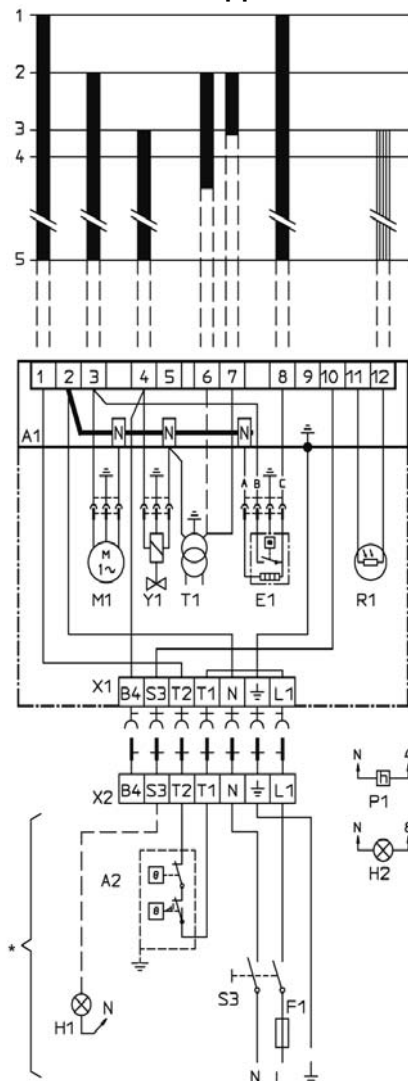 1
2
3
4
5
1 2 3 4 5 6 7 8 9 10 11 12
A1
N N N
A B C
M
1~
M1 Y1 T1 E1 R1
X1 B4 S3 T2 T1 N L1
X2 B4 S3 T2 T1 N L1
N 4
h
P1
N 8
H2
A2
θ
θ
*
S3 F1
H1 N
N L